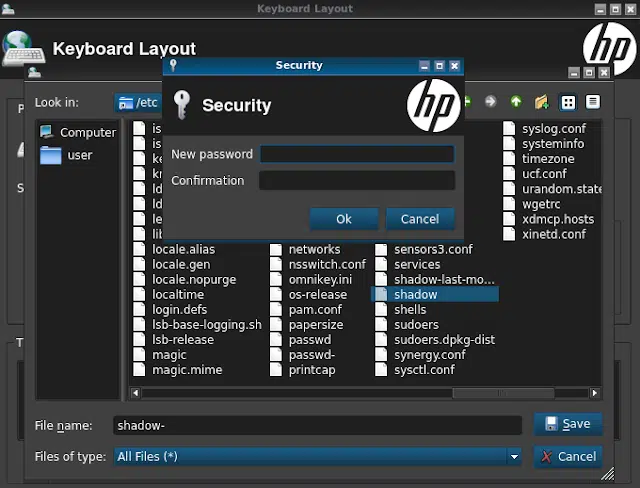 Keyboard Layout
Keyboard Layout
hp
Security
Security
hp
New password
Confirmation
Ok
Cancel
Look in:
/etc
Computer
user
is
is
ke
kr
ld
ld
le
lib
locale.alias
locale.gen
locale.nopurge
localtime
login.defs
lsb-base-logging.sh
lsb-release
magic
magic.mime
networks
nsswitch.conf
omnikey.ini
os-release
pam.conf
papersize
passwd
passwd-
printcap
sensors3.conf
services
shadow-last-mo...
shadow
shells
sudoers
sudoers.dpkg-dist
synergy.conf
sysctl.conf
syslog.conf
systeminfo
timezone
ucf.conf
urandom.state
wgetrc
xdmcp.hosts
xinetd.conf
File name:
shadow-
Save
Files of type:
All Files (*)
Cancel
P
S
T